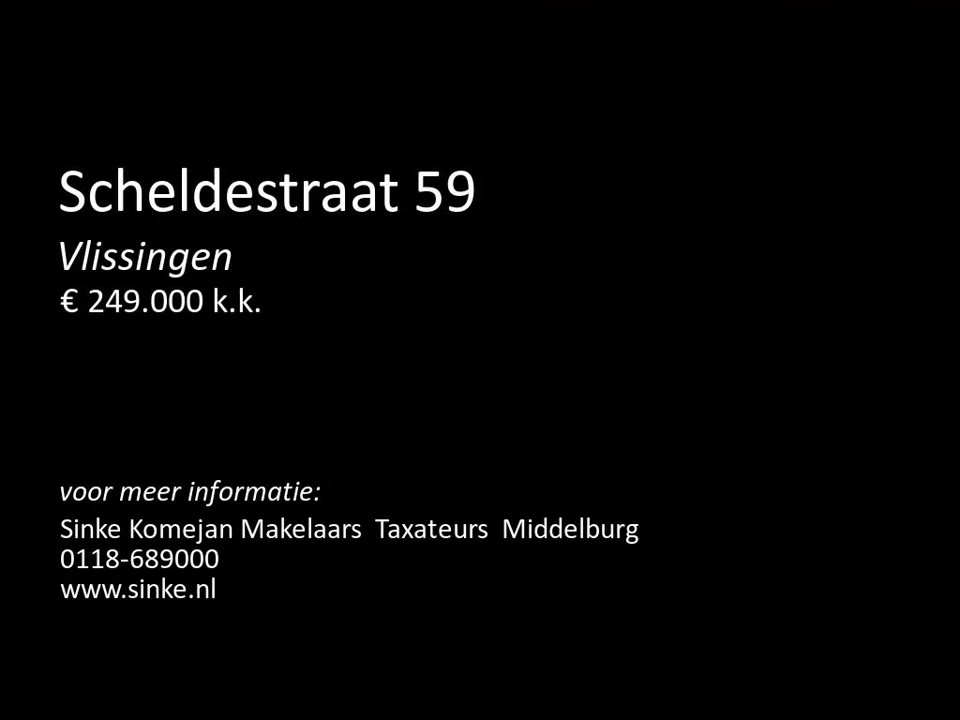 Scheldestraat 59
Vlissingen
€ 249.000 k.k.
voor meer informatie:
Sinke Komejan Makelaars Taxateurs Middelburg
0118-689000
www.sinke.nl